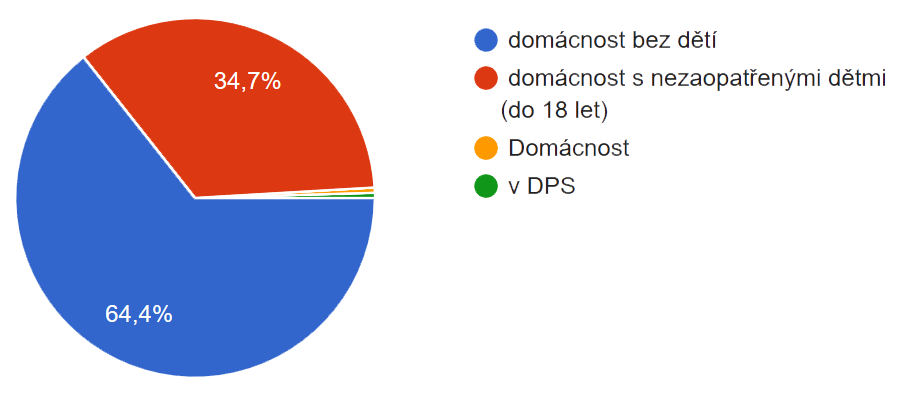 34,7%
64,4%
domácnost bez dětí
domácnost s nezaopatřenými dětmi
(do 18 let)
Domácnost
v DPS